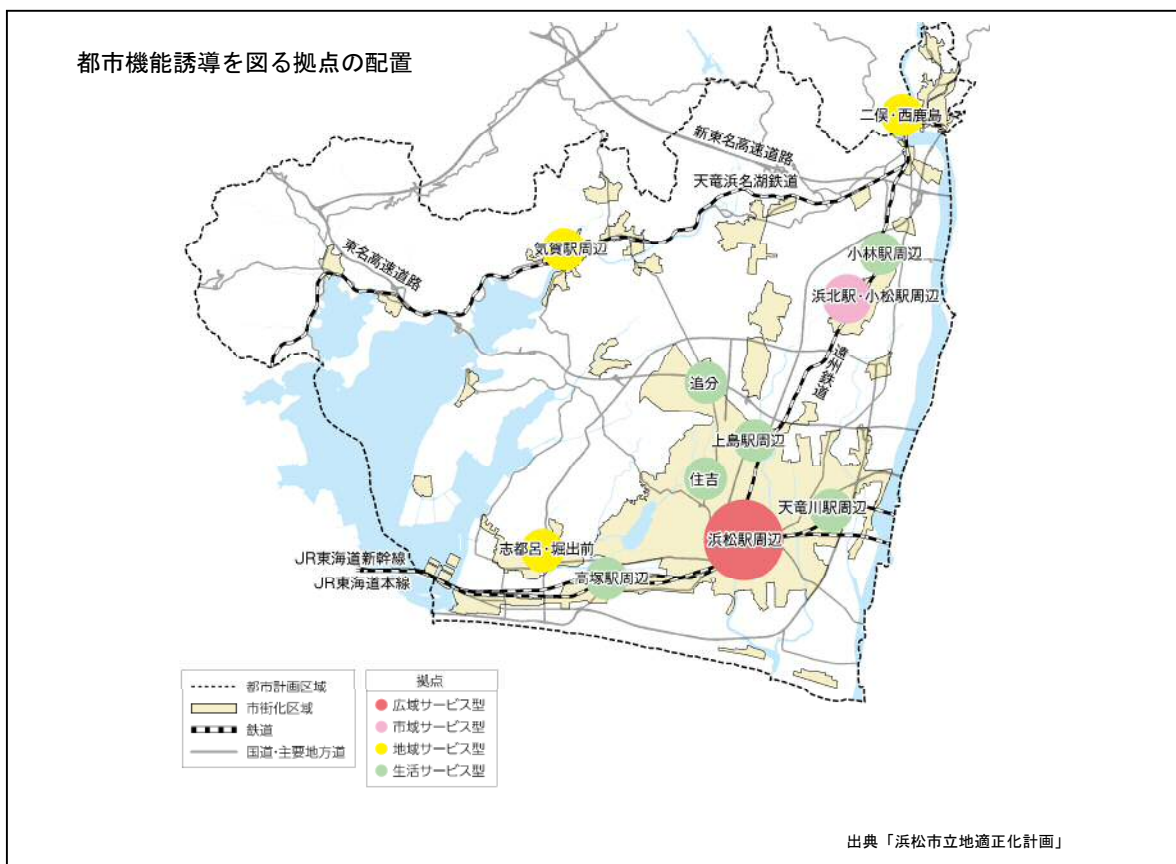 都市機能誘導を図る拠点の配置
二俣・西鹿島
新東名高速道路
天竜浜名湖鉄道
気賀駅周辺
小林駅周辺
東名高速道路
浜北駅・小松駅周辺
遠州鉄道
追分
上島駅周辺
住吉
天竜川駅周辺
浜松駅周辺
志都呂・堀出前
JR東海道新幹線
高塚駅周辺
JR東海道本線
都市計画区域
市街化区域
鉄道
国道・主要地方道
拠点
広域サービス型
市域サービス型
地域サービス型
生活サービス型
出典「浜松市立地適正化計画」